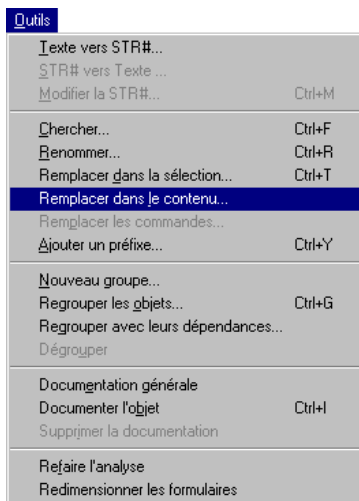 Outils
Texte vers STR#...
STR# vers Texte ...
Modifier la STR#... Ctrl+M
Chercher... Ctrl+F
Renommer... Ctrl+R
Remplacer dans la sélection... Ctrl+T
Remplacer dans le contenu...
Remplacer les commandes...
Ajouter un préfixe... Ctrl+Y
Nouveau groupe...
Regrouper les objets... Ctrl+G
Regrouper avec leurs dépendances...
Dégrouper
Documentation générale
Documenter l'objet Ctrl+I
Supprimer la documentation
Refaire l'analyse
Redimensionner les formulaires